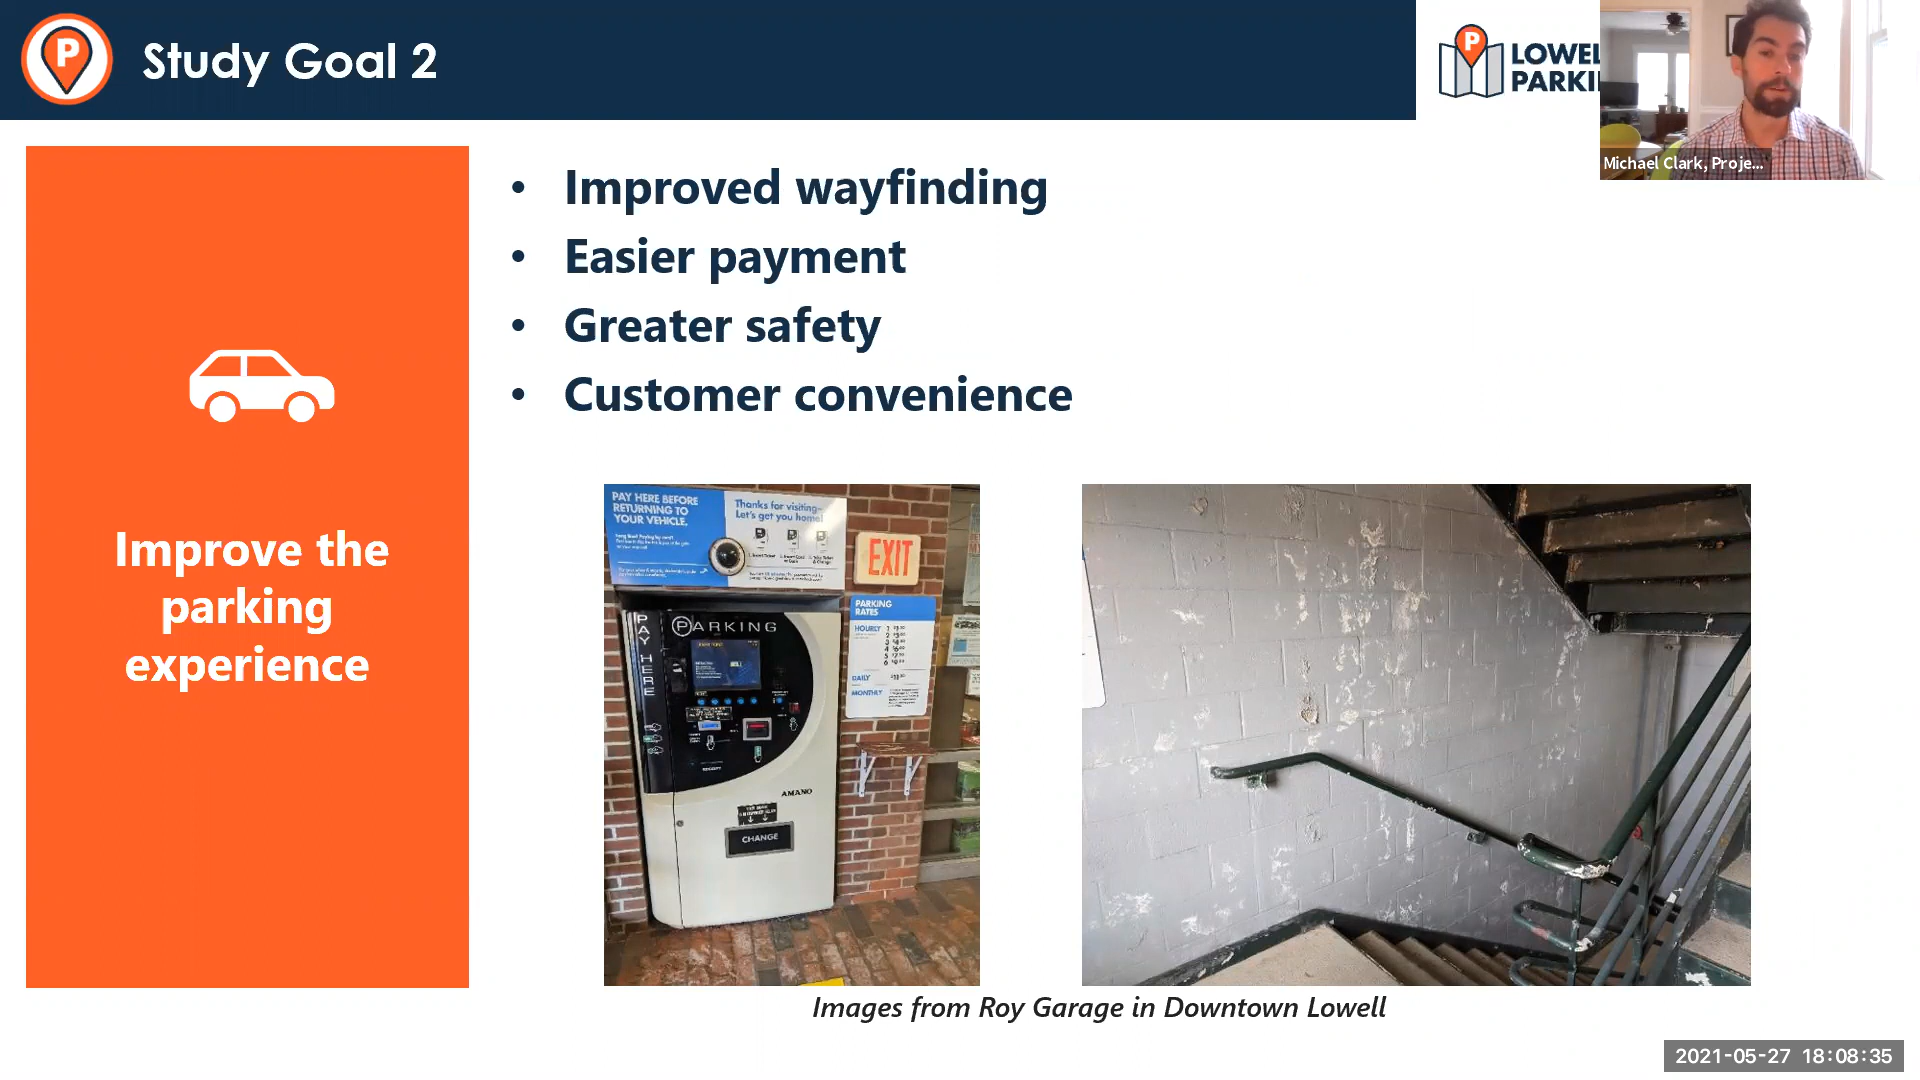 P
Study Goal 2
P
LOWEL
PARKI
Michael Clark, Proje...
• Improved wayfinding
• Easier payment
• Greater safety
• Customer convenience
Improve the
parking
experience
PAY HERE BEFORE
RETURNING TO
YOUR VEHICLE.
Thanks for visiting–
Let's get you home!
EXIT
PARKING
RATES
HOURLY
DAILY
MONTHLY
PARKING
PAY HERE
AMANO
CHANGE
Images from Roy Garage in Downtown Lowell
2021-05-27 18:08:35